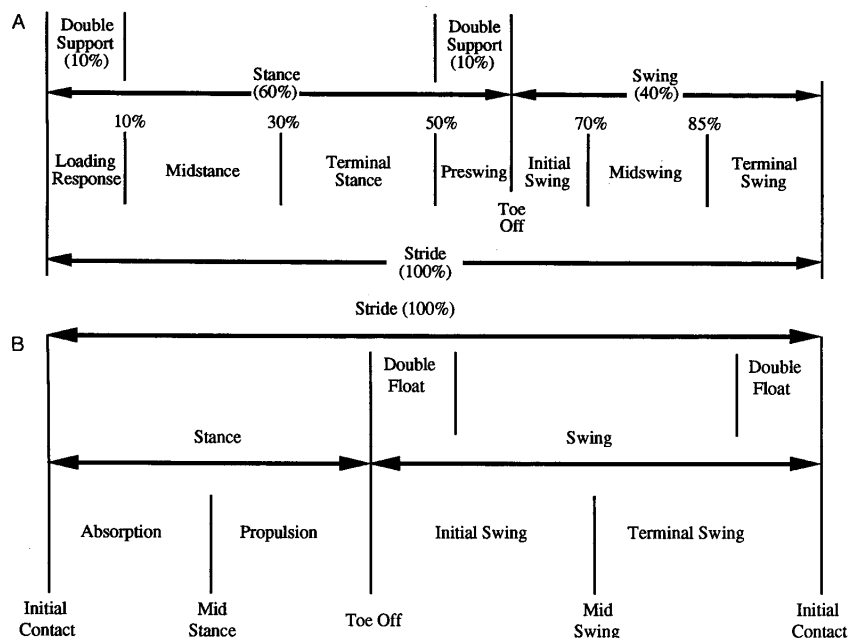 A
Double
Support
(10%)
Double
Support
(10%)
Stance
(60%)
Swing
(40%)
10%
30%
50%
70%
85%
Loading
Response
Midstance
Terminal
Stance
Preswing
Initial
Swing
Midswing
Terminal
Swing
Toe
Off
Stride
(100%)
Stride (100%)
B
Double
Float
Double
Float
Stance
Swing
Absorption
Propulsion
Initial Swing
Terminal Swing
Initial
Contact
Mid
Stance
Toe Off
Mid
Swing
Initial
Contact